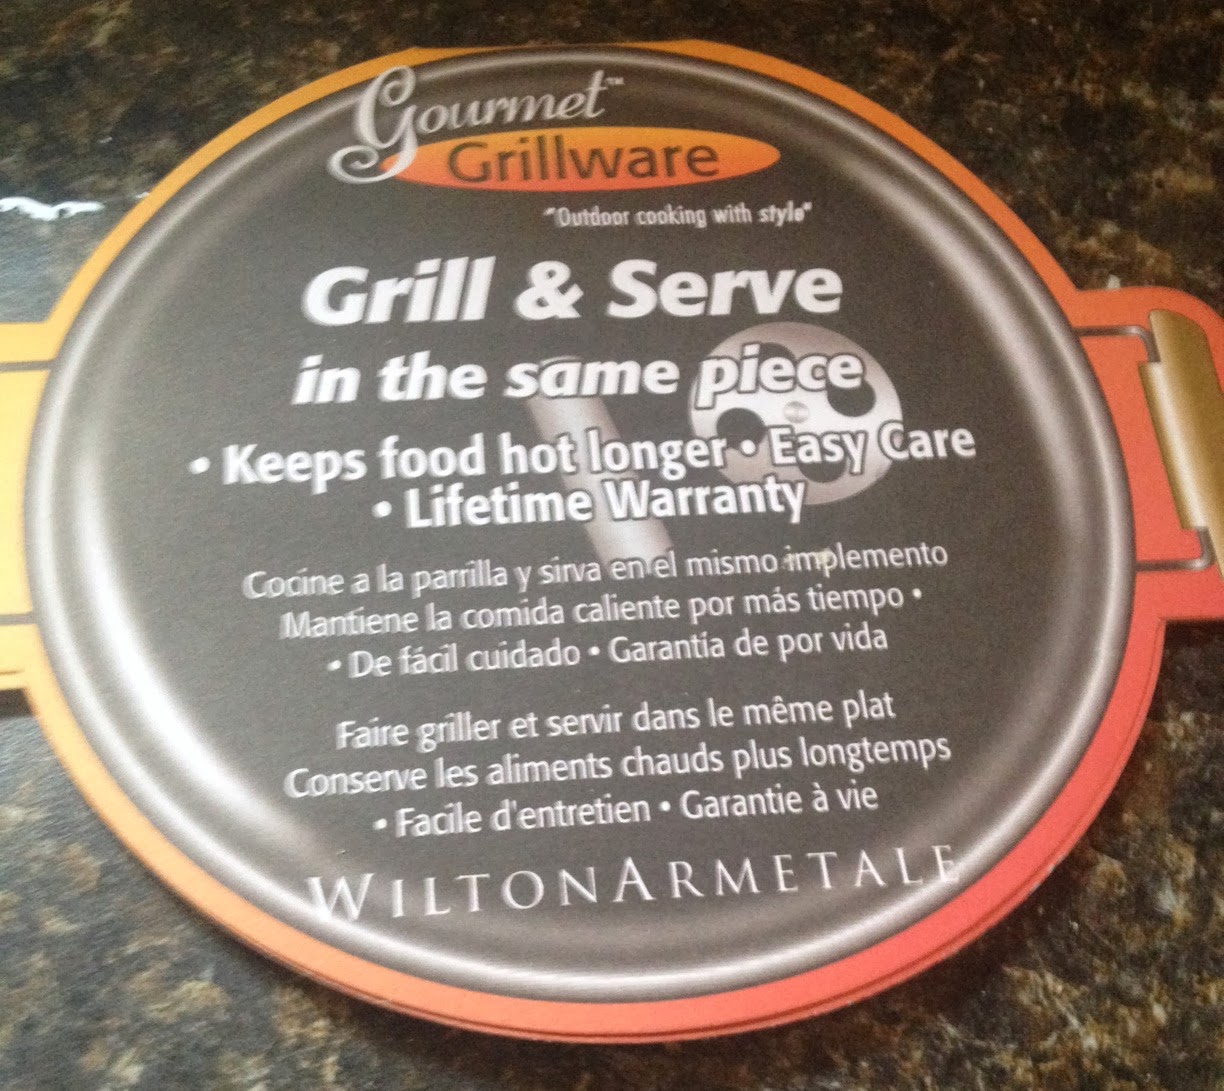 Gourmet™
Grillware
"Outdoor cooking with style"
Grill & Serve
in the same piece
• Keeps food hot longer • Easy Care
• Lifetime Warranty
Cocine a la parrilla y sirva en el mismo implemento
Mantiene la comida caliente por más tiempo •
• De fácil cuidado • Garantía de por vida
Faire griller et servir dans le même plat
Conserve les aliments chauds plus longtemps
• Facile d'entretien • Garantie à vie
WILTONARMETALE